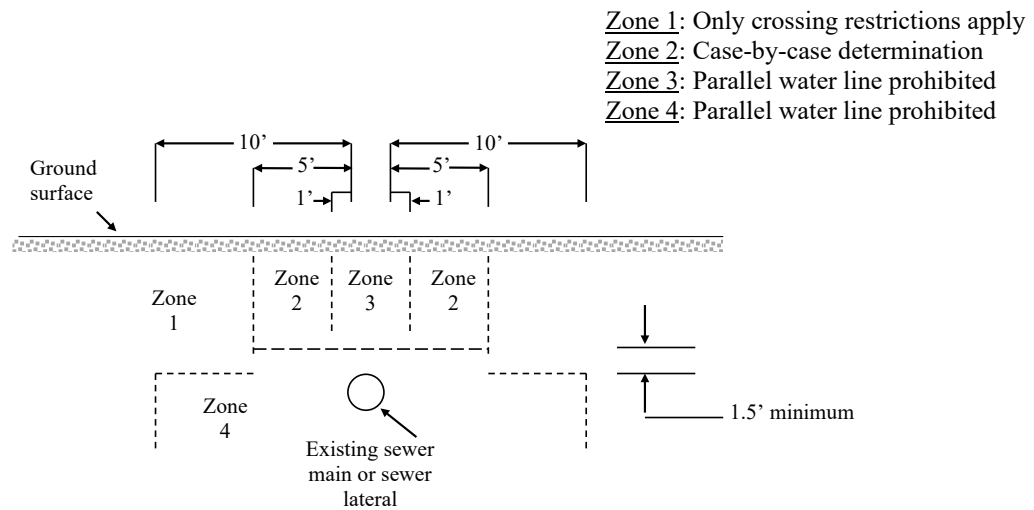 Zone 1: Only crossing restrictions apply
Zone 2: Case-by-case determination
Zone 3: Parallel water line prohibited
Zone 4: Parallel water line prohibited
10’
10’
5’
5’
1’
1’
Ground
surface
Zone
1
Zone
2
Zone
3
Zone
2
Zone
4
1.5’ minimum
Existing sewer
main or sewer
lateral